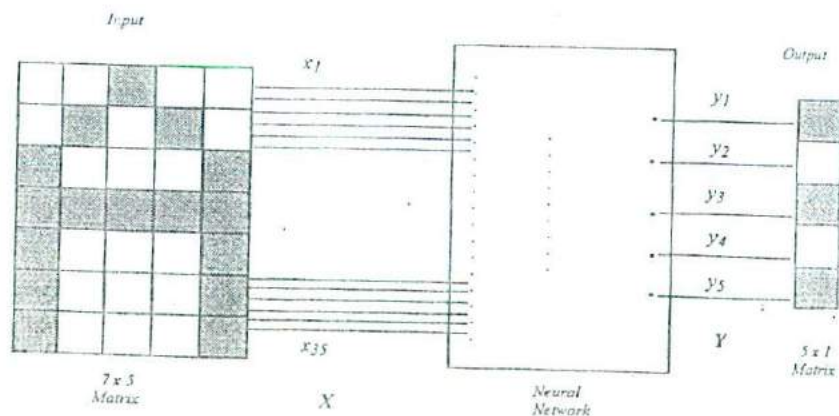 Input
Output
x1
y1
y2
y3
y4
y5
x35
7 x 5
Matrix
X
Neural
Network
Y
5 x 1
Matrix